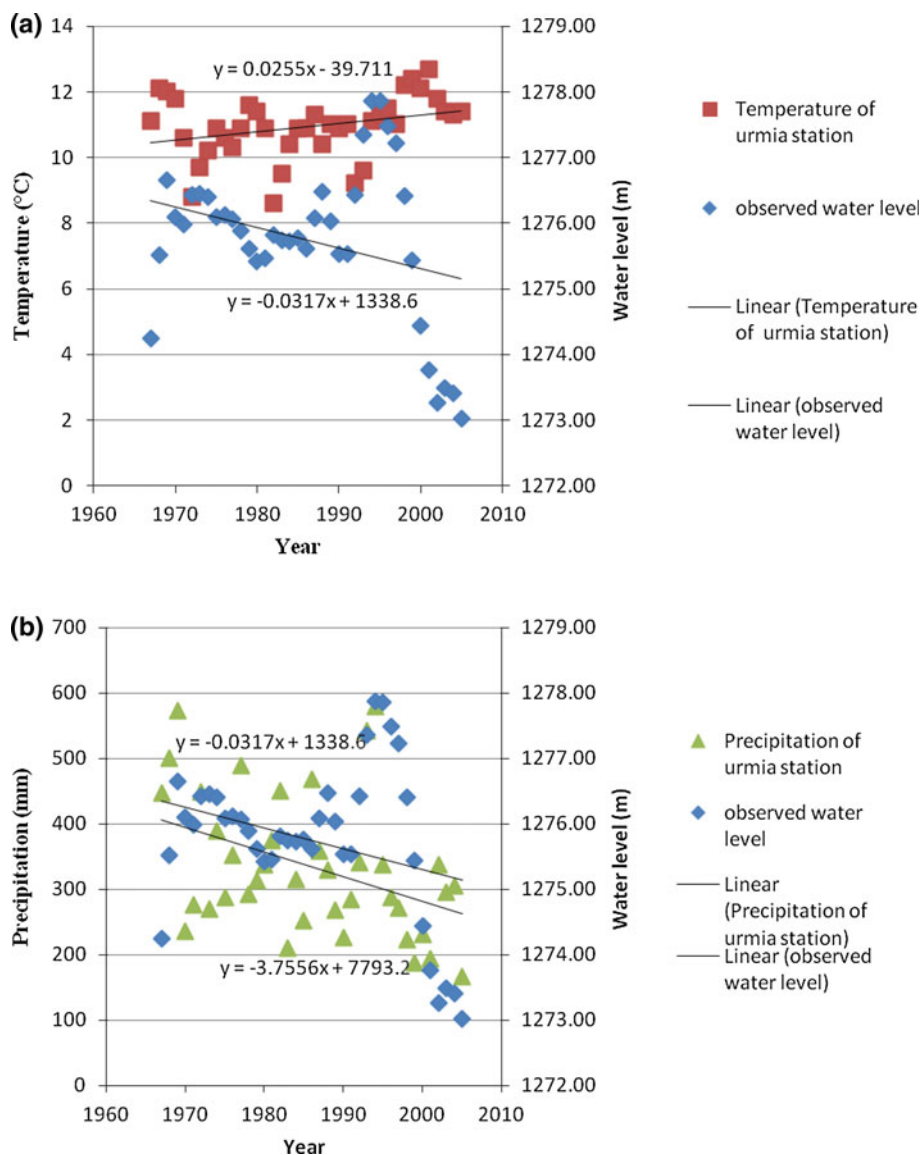 (a)
14
12
10
8
6
4
2
0
Temperature (°C)
y = 0.0255x - 39.711
y = -0.0317x + 1338.6
1279.00
1278.00
1277.00
1276.00
1275.00
1274.00
1273.00
1272.00
Water level (m)
1960
1970
1980
1990
2000
2010
Year
Temperature of
urmia station
observed water level
Linear (Temperature
of urmia station)
Linear (observed
water level)
(b)
700
600
500
400
300
200
100
0
Precipitation (mm)
y = -0.0317x + 1338.6
y = -3.7556x + 7793.2
1279.00
1278.00
1277.00
1276.00
1275.00
1274.00
1273.00
1272.00
Water level (m)
1960
1970
1980
1990
2000
2010
Year
Precipitation of
urmia station
observed water
level
Linear
(Precipitation of
urmia station)
Linear (observed
water level)